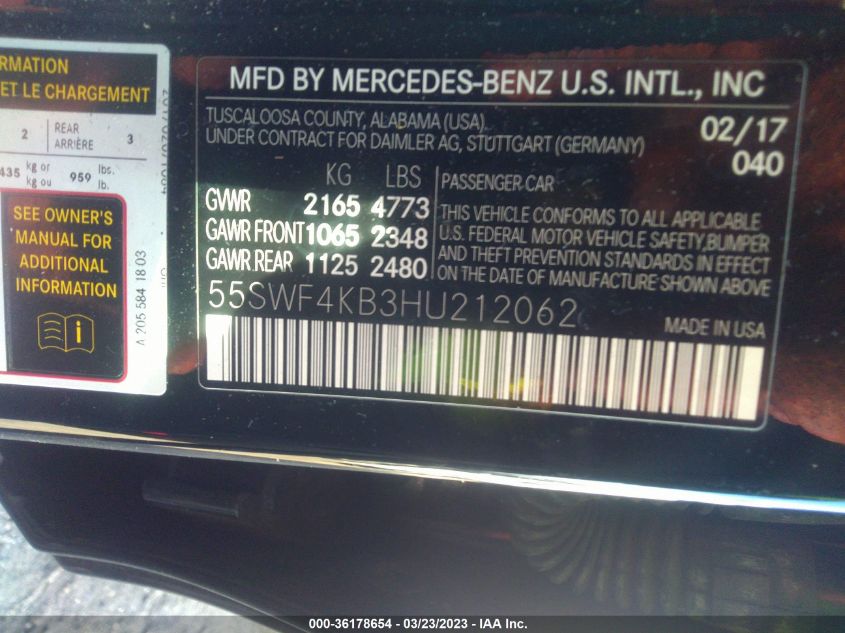 RMATION
ET LE CHARGEMENT
2 REAR ARRIÈRE 3
435 kg or kg ou 959 lbs. lb.
SEE OWNER'S
MANUAL FOR
ADDITIONAL
INFORMATION
i
A 205 584 18 03
MFD BY MERCEDES-BENZ U.S. INTL., INC
TUSCALOOSA COUNTY, ALABAMA (USA)
UNDER CONTRACT FOR DAIMLER AG, STUTTGART (GERMANY)
02/17
040
KG LBS
GVWR 2165 4773
GAWR FRONT 1065 2348
GAWR REAR 1125 2480
PASSENGER CAR
THIS VEHICLE CONFORMS TO ALL APPLICABLE
U.S. FEDERAL MOTOR VEHICLE SAFETY, BUMPER
AND THEFT PREVENTION STANDARDS IN EFFECT
ON THE DATE OF MANUFACTURE SHOWN ABOVE
55SWF4KB3HU212062
MADE IN USA
000-36178654 - 03/23/2023 - IAA Inc.